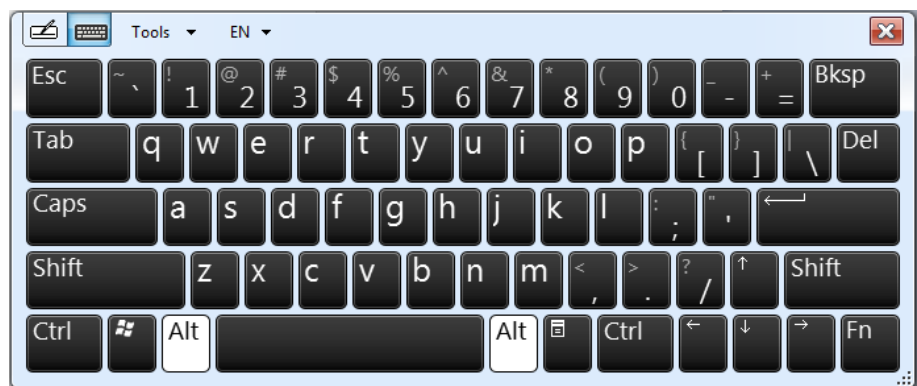 Tools EN
Esc ~ ` ! 1 @ 2 # 3 $ 4 % 5 ^ 6 & 7 * 8 ( 9 ) 0 _ - + = Bksp
Tab q w e r t y u i o p { [ } ] | \ Del
Caps a s d f g h j k l : ; " '
Shift z x c v b n m < , > . ? / ↑ Shift
Ctrl Alt Alt Ctrl ← ↓ → Fn